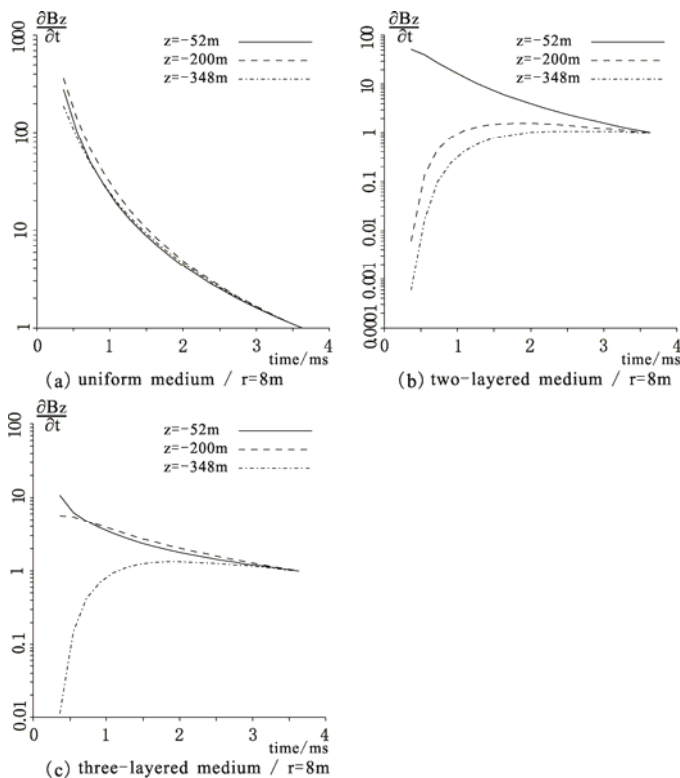 ∂Bz
∂t
1000
100
10
1
z=-52m
z=-200m
z=-348m
0
1
2
3
4
time/ms
(a) uniform medium / r=8m
∂Bz
∂t
100
10
1
0.1
0.01
0.001
0.0001
z=-52m
z=-200m
z=-348m
0
1
2
3
4
time/ms
(b) two-layered medium / r=8m
∂Bz
∂t
100
10
1
0.1
0.01
z=-52m
z=-200m
z=-348m
0
1
2
3
4
time/ms
(c) three-layered medium / r=8m